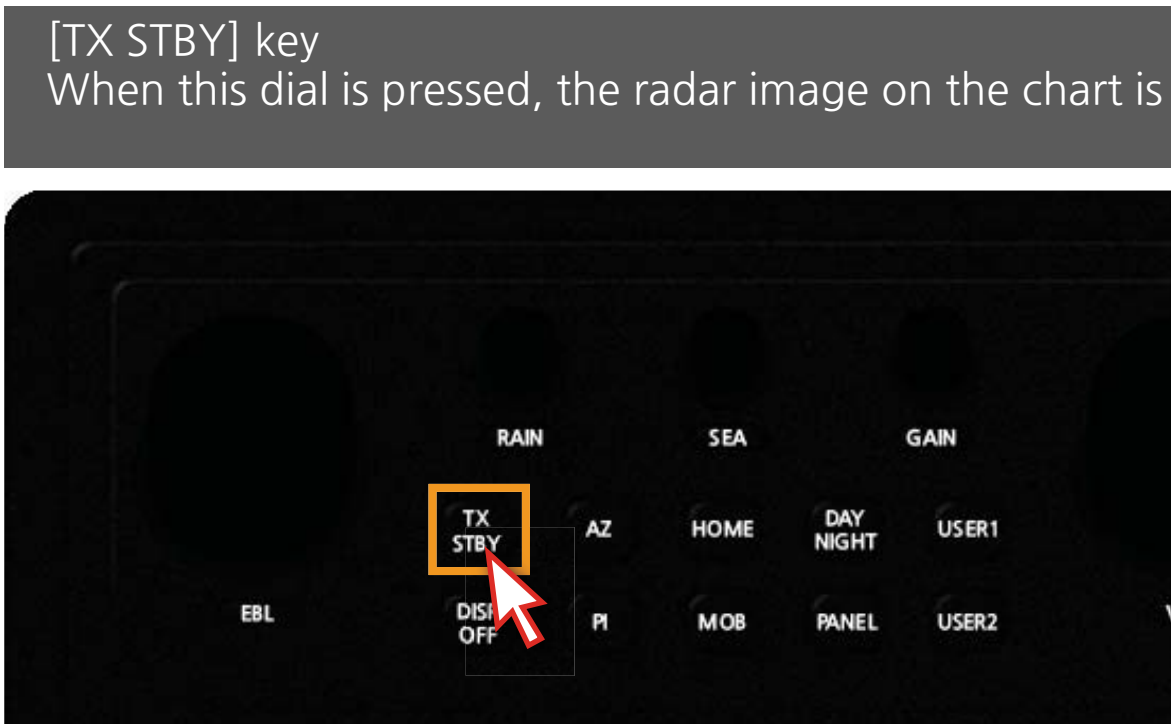 [TX STBY] key
When this dial is pressed, the radar image on the chart is
RAIN SEA GAIN
TX STBY AZ HOME DAY NIGHT USER1
EBL
DISP OFF PI MOB PANEL USER2